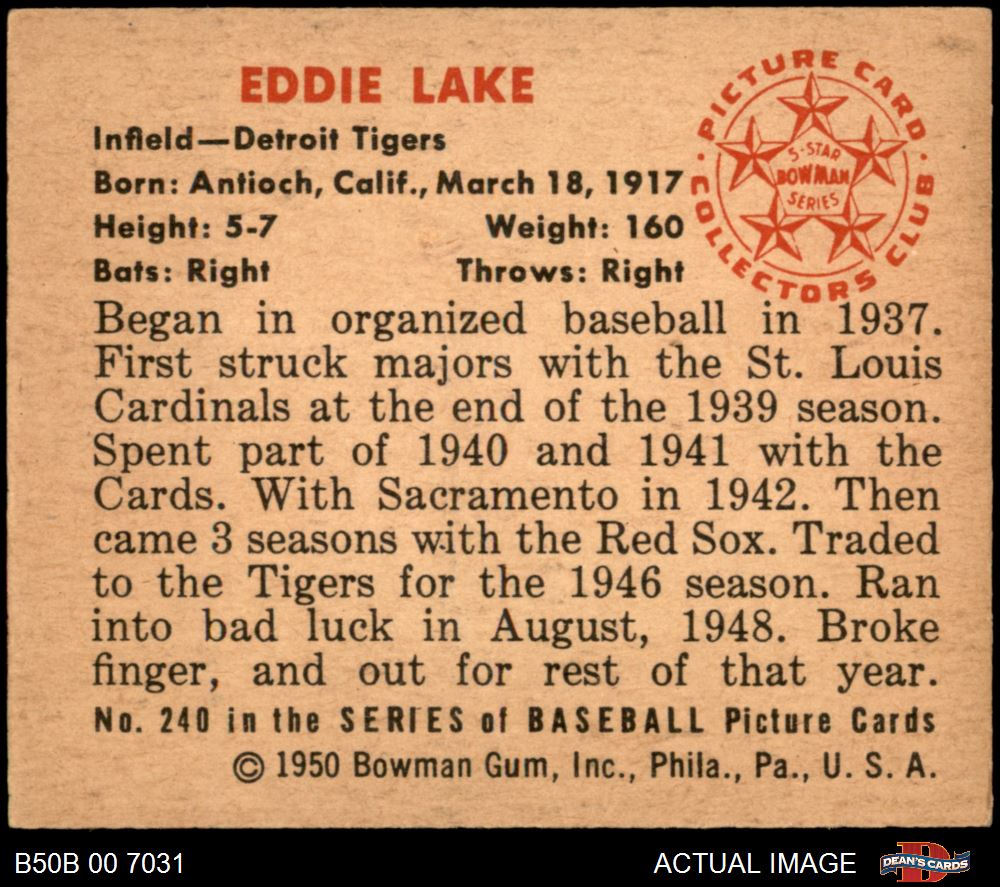 EDDIE LAKE
Infield—Detroit Tigers
Born: Antioch, Calif., March 18, 1917
Height: 5-7 Weight: 160
Bats: Right Throws: Right
PICTURE CARD COLLECTORS CLUB
5-STAR
BOWMAN
SERIES
Began in organized baseball in 1937.
First struck majors with the St. Louis
Cardinals at the end of the 1939 season.
Spent part of 1940 and 1941 with the
Cards. With Sacramento in 1942. Then
came 3 seasons with the Red Sox. Traded
to the Tigers for the 1946 season. Ran
into bad luck in August, 1948. Broke
finger, and out for rest of that year.
No. 240 in the SERIES of BASEBALL Picture Cards
© 1950 Bowman Gum, Inc., Phila., Pa., U. S. A.
B50B 00 7031 ACTUAL IMAGE D DEAN'S CARDS